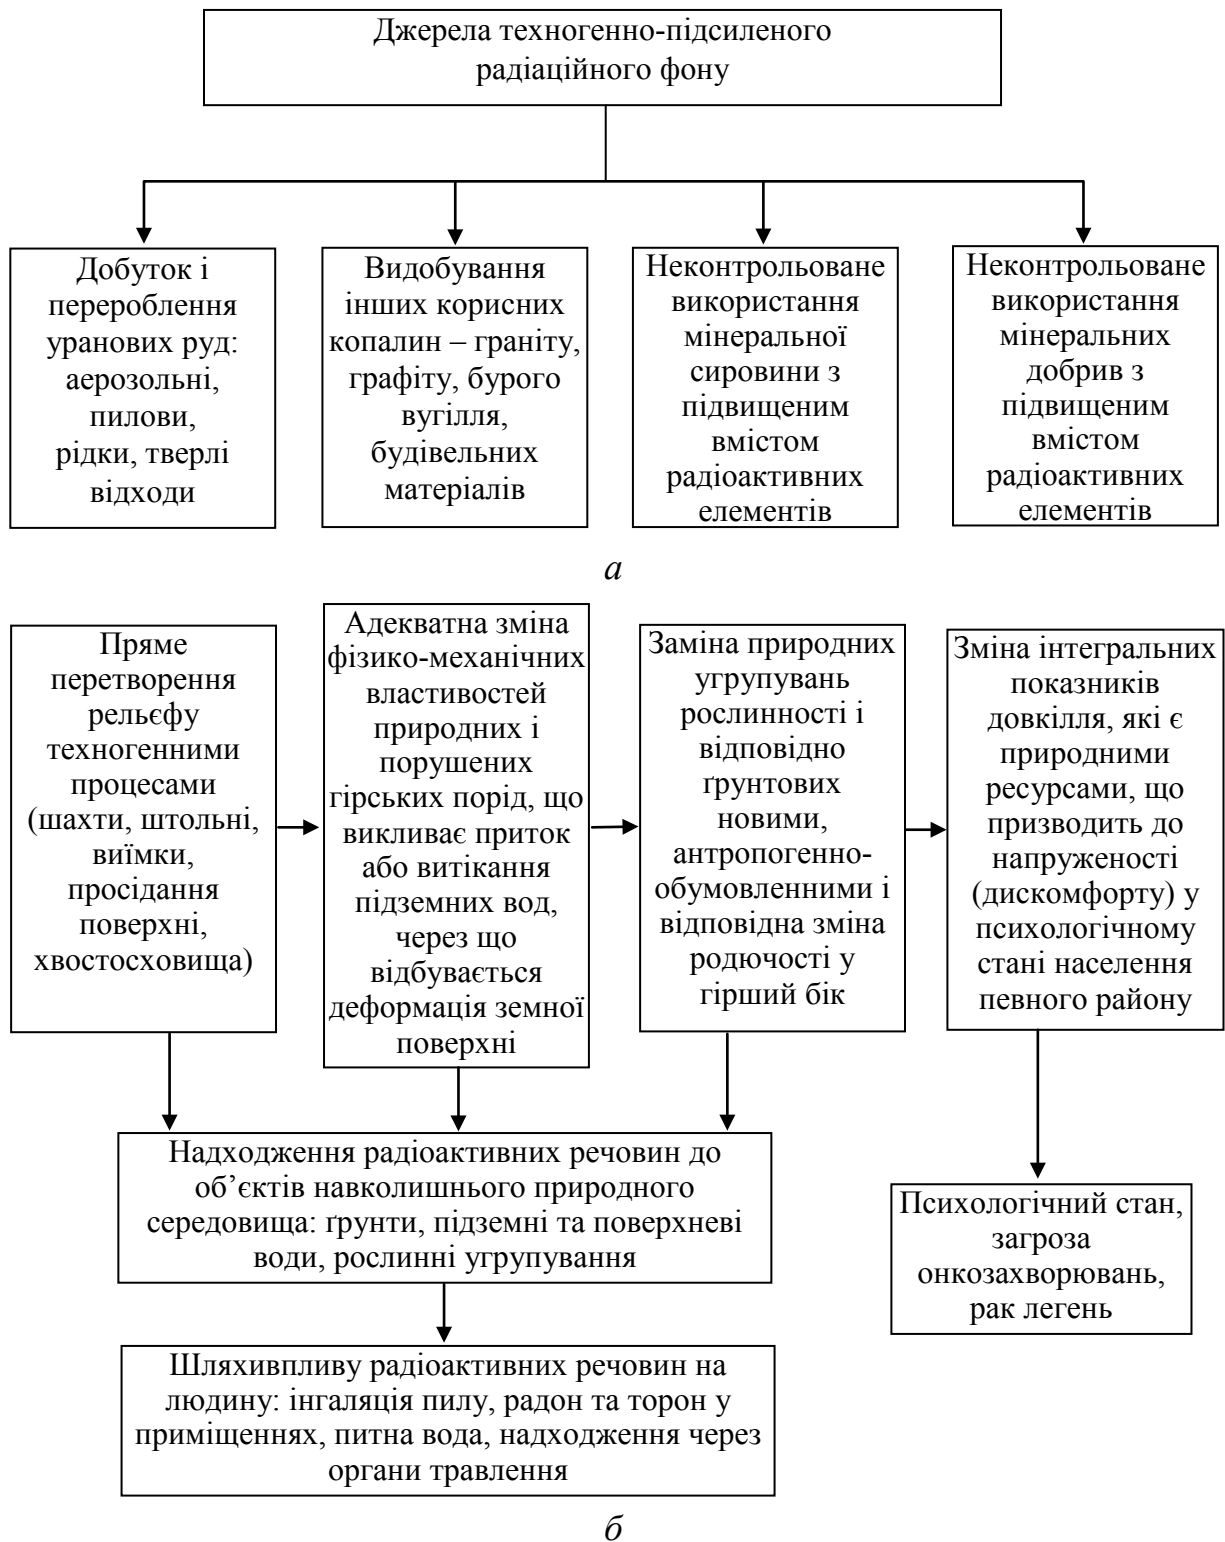 Джерела техногенно-підсиленого
радіаційного фону
Добуток і
перероблення
уранових руд:
аерозольні,
пилови,
рідки, тверлі
відходи
Видобування
інших корисних
копалин – граніту,
графіту, бурого
вугілля,
будівельних
матеріалів
Неконтрольоване
використання
мінеральної
сировини з
підвищеним
вмістом
радіоактивних
елементів
Неконтрольоване
використання
мінеральних
добрив з
підвищеним
вмістом
радіоактивних
елементів
а
Пряме
перетворення
рельєфу
техногенними
процесами
(шахти, штольні,
виїмки,
просідання
поверхні,
хвостосховища)
Адекватна зміна
фізико-механічних
властивостей
природних і
порушених
гірських порід, що
викликає приток
або витікання
підземних вод,
через що
відбувається
деформація земної
поверхні
Заміна природних
угрупувань
рослинності і
відповідно
ґрунтових
новими,
антропогенно-
обумовленними і
відповідна зміна
родючості у
гірший бік
Зміна інтегральних
показників
довкілля, які є
природними
ресурсами, що
призводить до
напруженості
(дискомфорту) у
психологічному
стані населення
певного району
Надходження радіоактивних речовин до
об’єктів навколишнього природного
середовища: ґрунти, підземні та поверхневі
води, рослинні угрупування
Психологічний стан,
загроза
онкозахворювань,
рак легень
Шляхивпливу радіоактивних речовин на
людину: інгаляція пилу, радон та торон у
приміщеннях, питна вода, надходження через
органи травлення
б